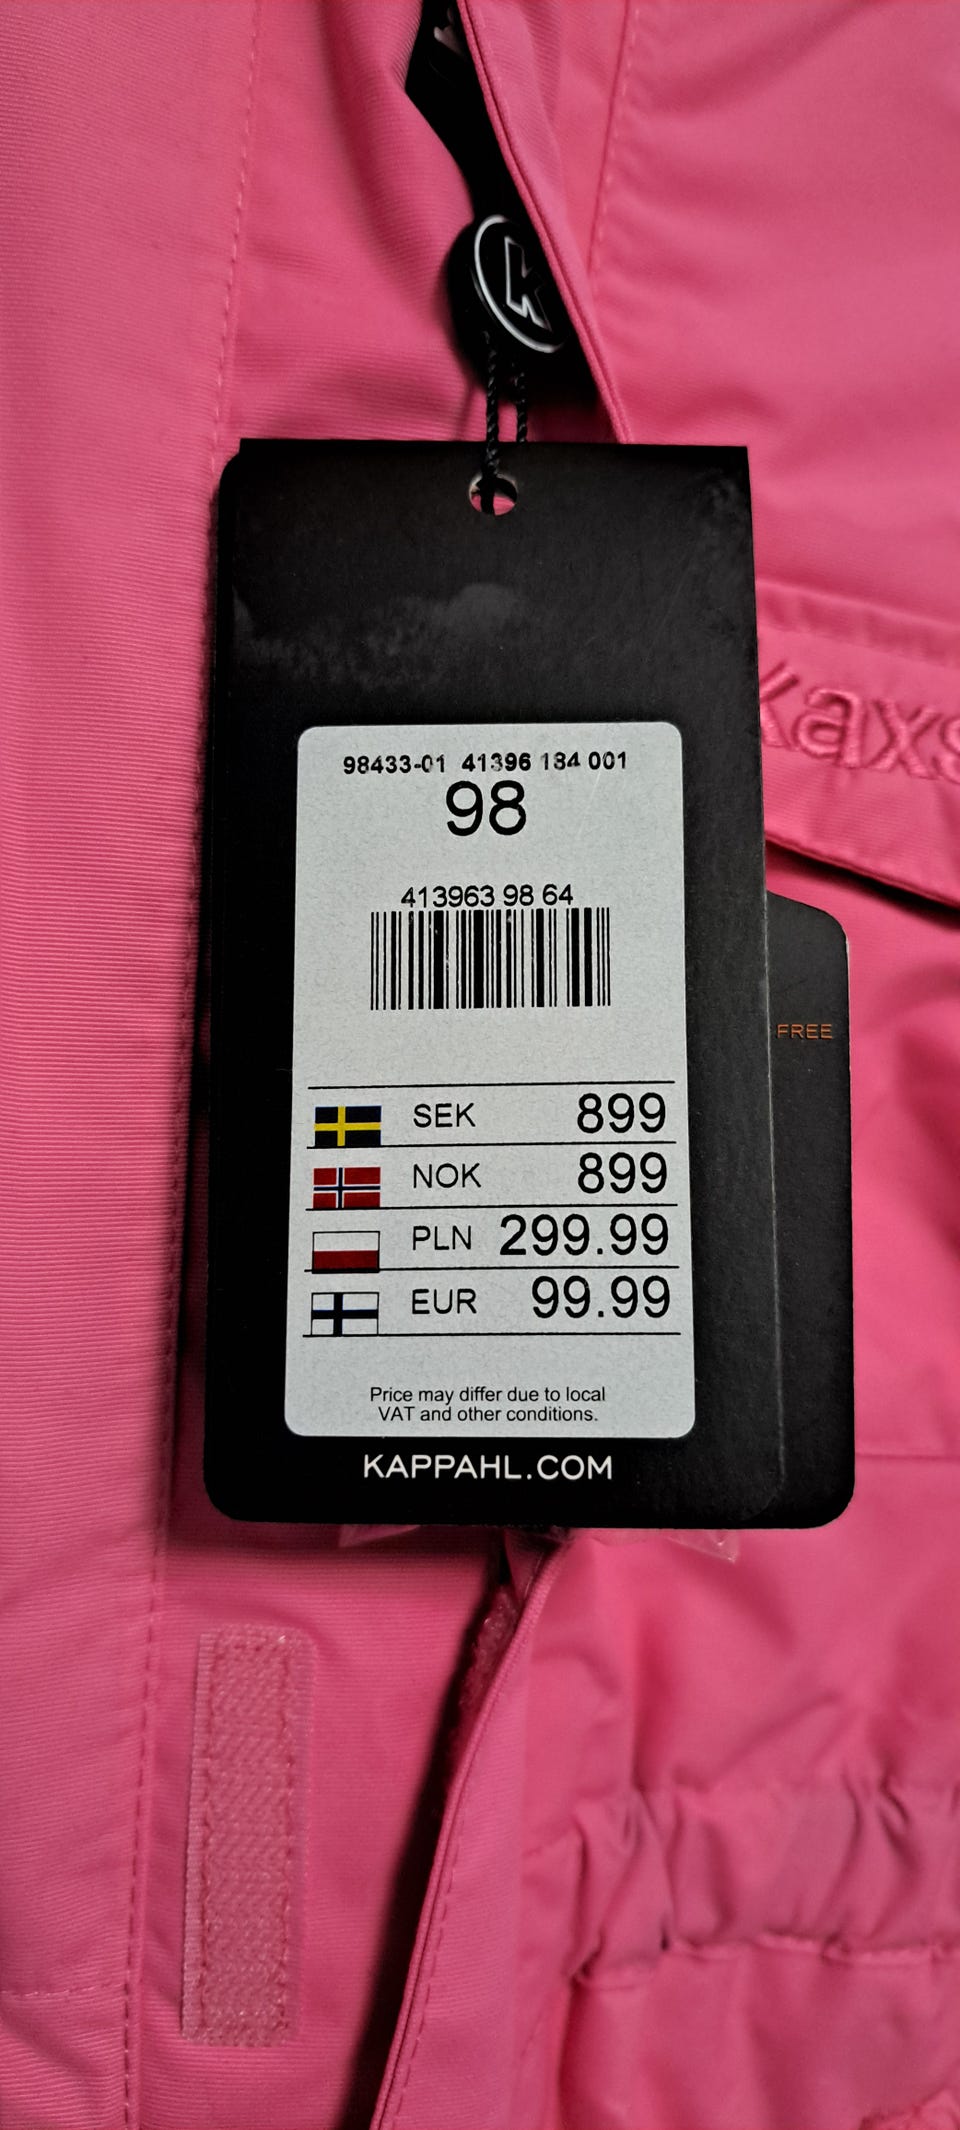 K
kaxs
98433-01 41396 184 001
98
413963 98 64
FREE
SEK 899
NOK 899
PLN 299.99
EUR 99.99
Price may differ due to local
VAT and other conditions.
KAPPAHL.COM